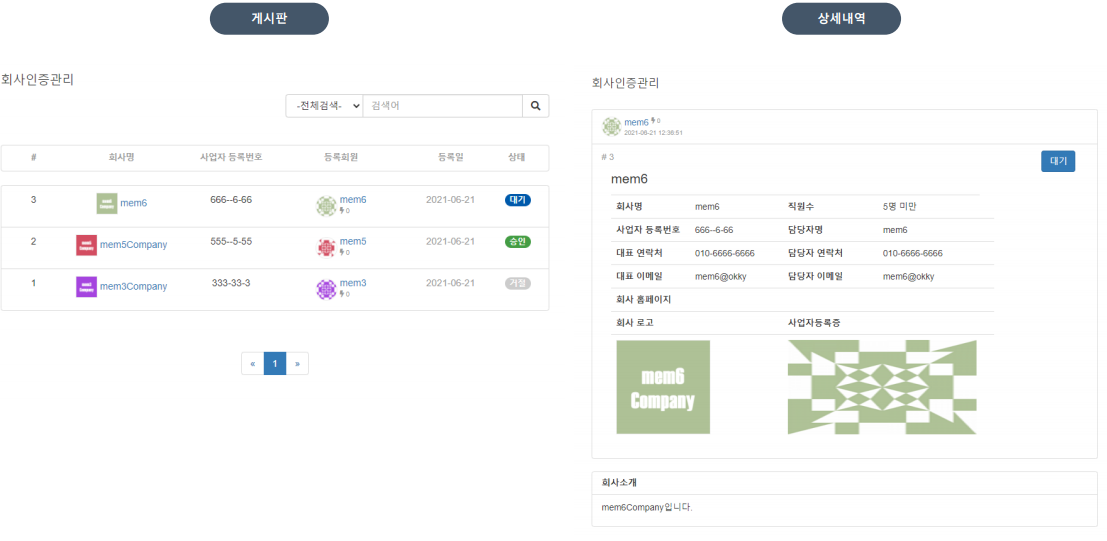 게시판
회사인증관리
-전체검색- 검색어
# 회사명 사업자 등록번호 등록회원 등록일 상태
3 mem6 666--6-66 mem6 0 2021-06-21 대기
2 mem5Company 555--5-55 mem5 0 2021-06-21 승인
1 mem3Company 333-33-3 mem3 0 2021-06-21 거절
« 1 »
상세내역
회사인증관리
mem6 0
2021-06-21 12:38:51
# 3 대기
mem6
회사명 mem6 직원수 5명 미만
사업자 등록번호 666--6-66 담당자명 mem6
대표 연락처 010-6666-6666 담당자 연락처 010-6666-6666
대표 이메일 mem6@okky 담당자 이메일 mem6@okky
회사 홈페이지
회사 로고 사업자등록증
mem6
Company
회사소개
mem6Company입니다.